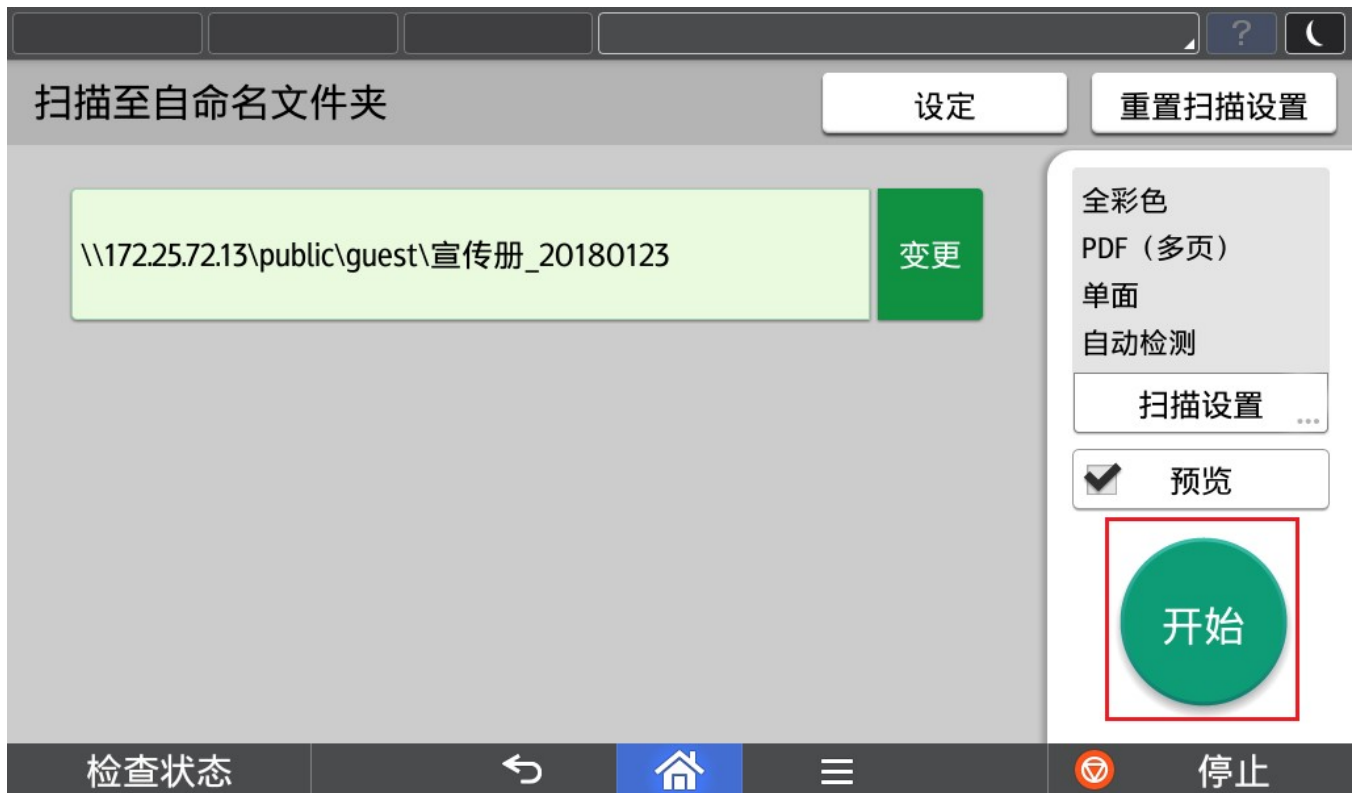 ?
扫描至自命名文件夹
设定
重置扫描设置
\\172.25.72.13\public\guest\宣传册_20180123
变更
全彩色
PDF（多页）
单面
自动检测
扫描设置
...
预览
开始
检查状态
停止